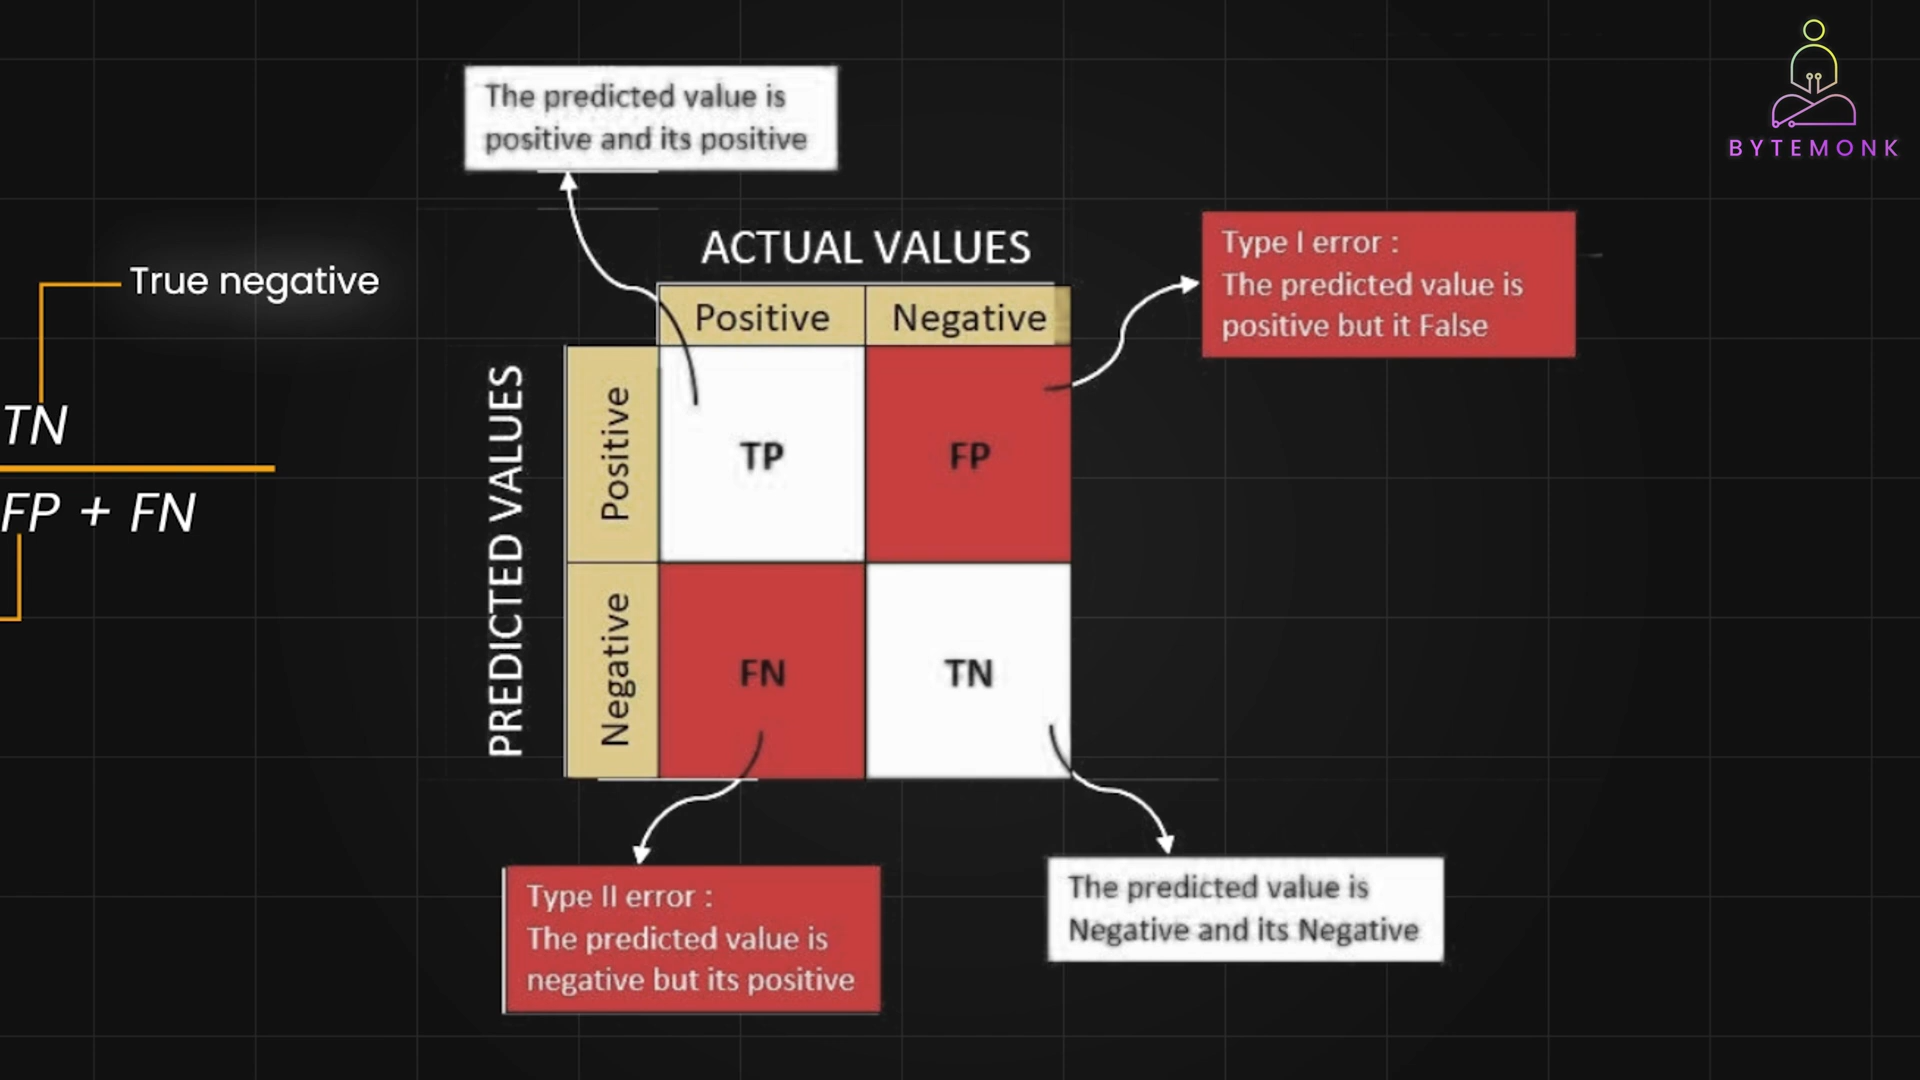 BYTEMONK
The predicted value is
positive and its positive
ACTUAL VALUES
Type I error :
The predicted value is
positive but it False
True negative
Positive
Negative
TN
FP + FN
PREDICTED VALUES
Positive
TP
FP
Negative
FN
TN
Type II error :
The predicted value is
negative but its positive
The predicted value is
Negative and its Negative